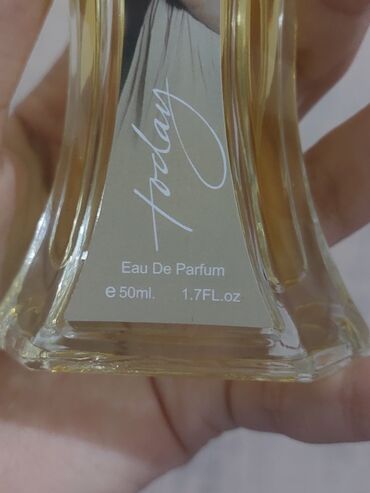 today
Eau De Parfum
e 50ml. 1.7FL.oz